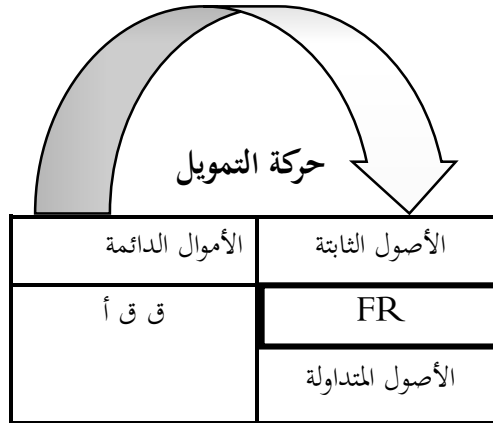 حركة التمويل
الأصول الثابتة
الأموال الدائمة
FR
ق ق أ
الأصول المتداولة